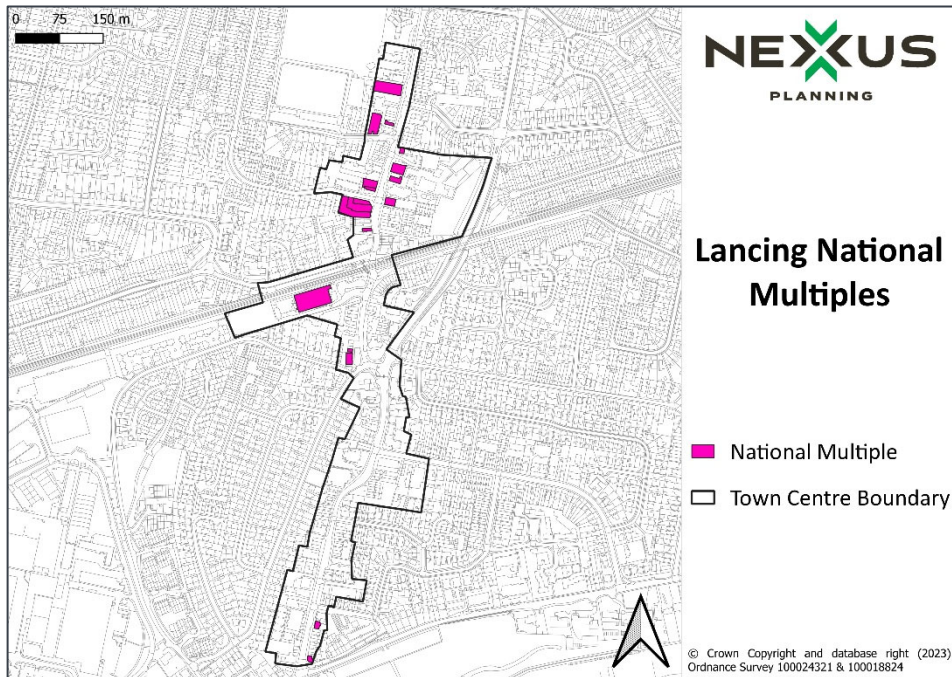 0 75 150 m
NEXUS
PLANNING
Lancing National
Multiples
National Multiple
Town Centre Boundary
© Crown Copyright and database right (2023)
Ordnance Survey 100024321 & 100018824